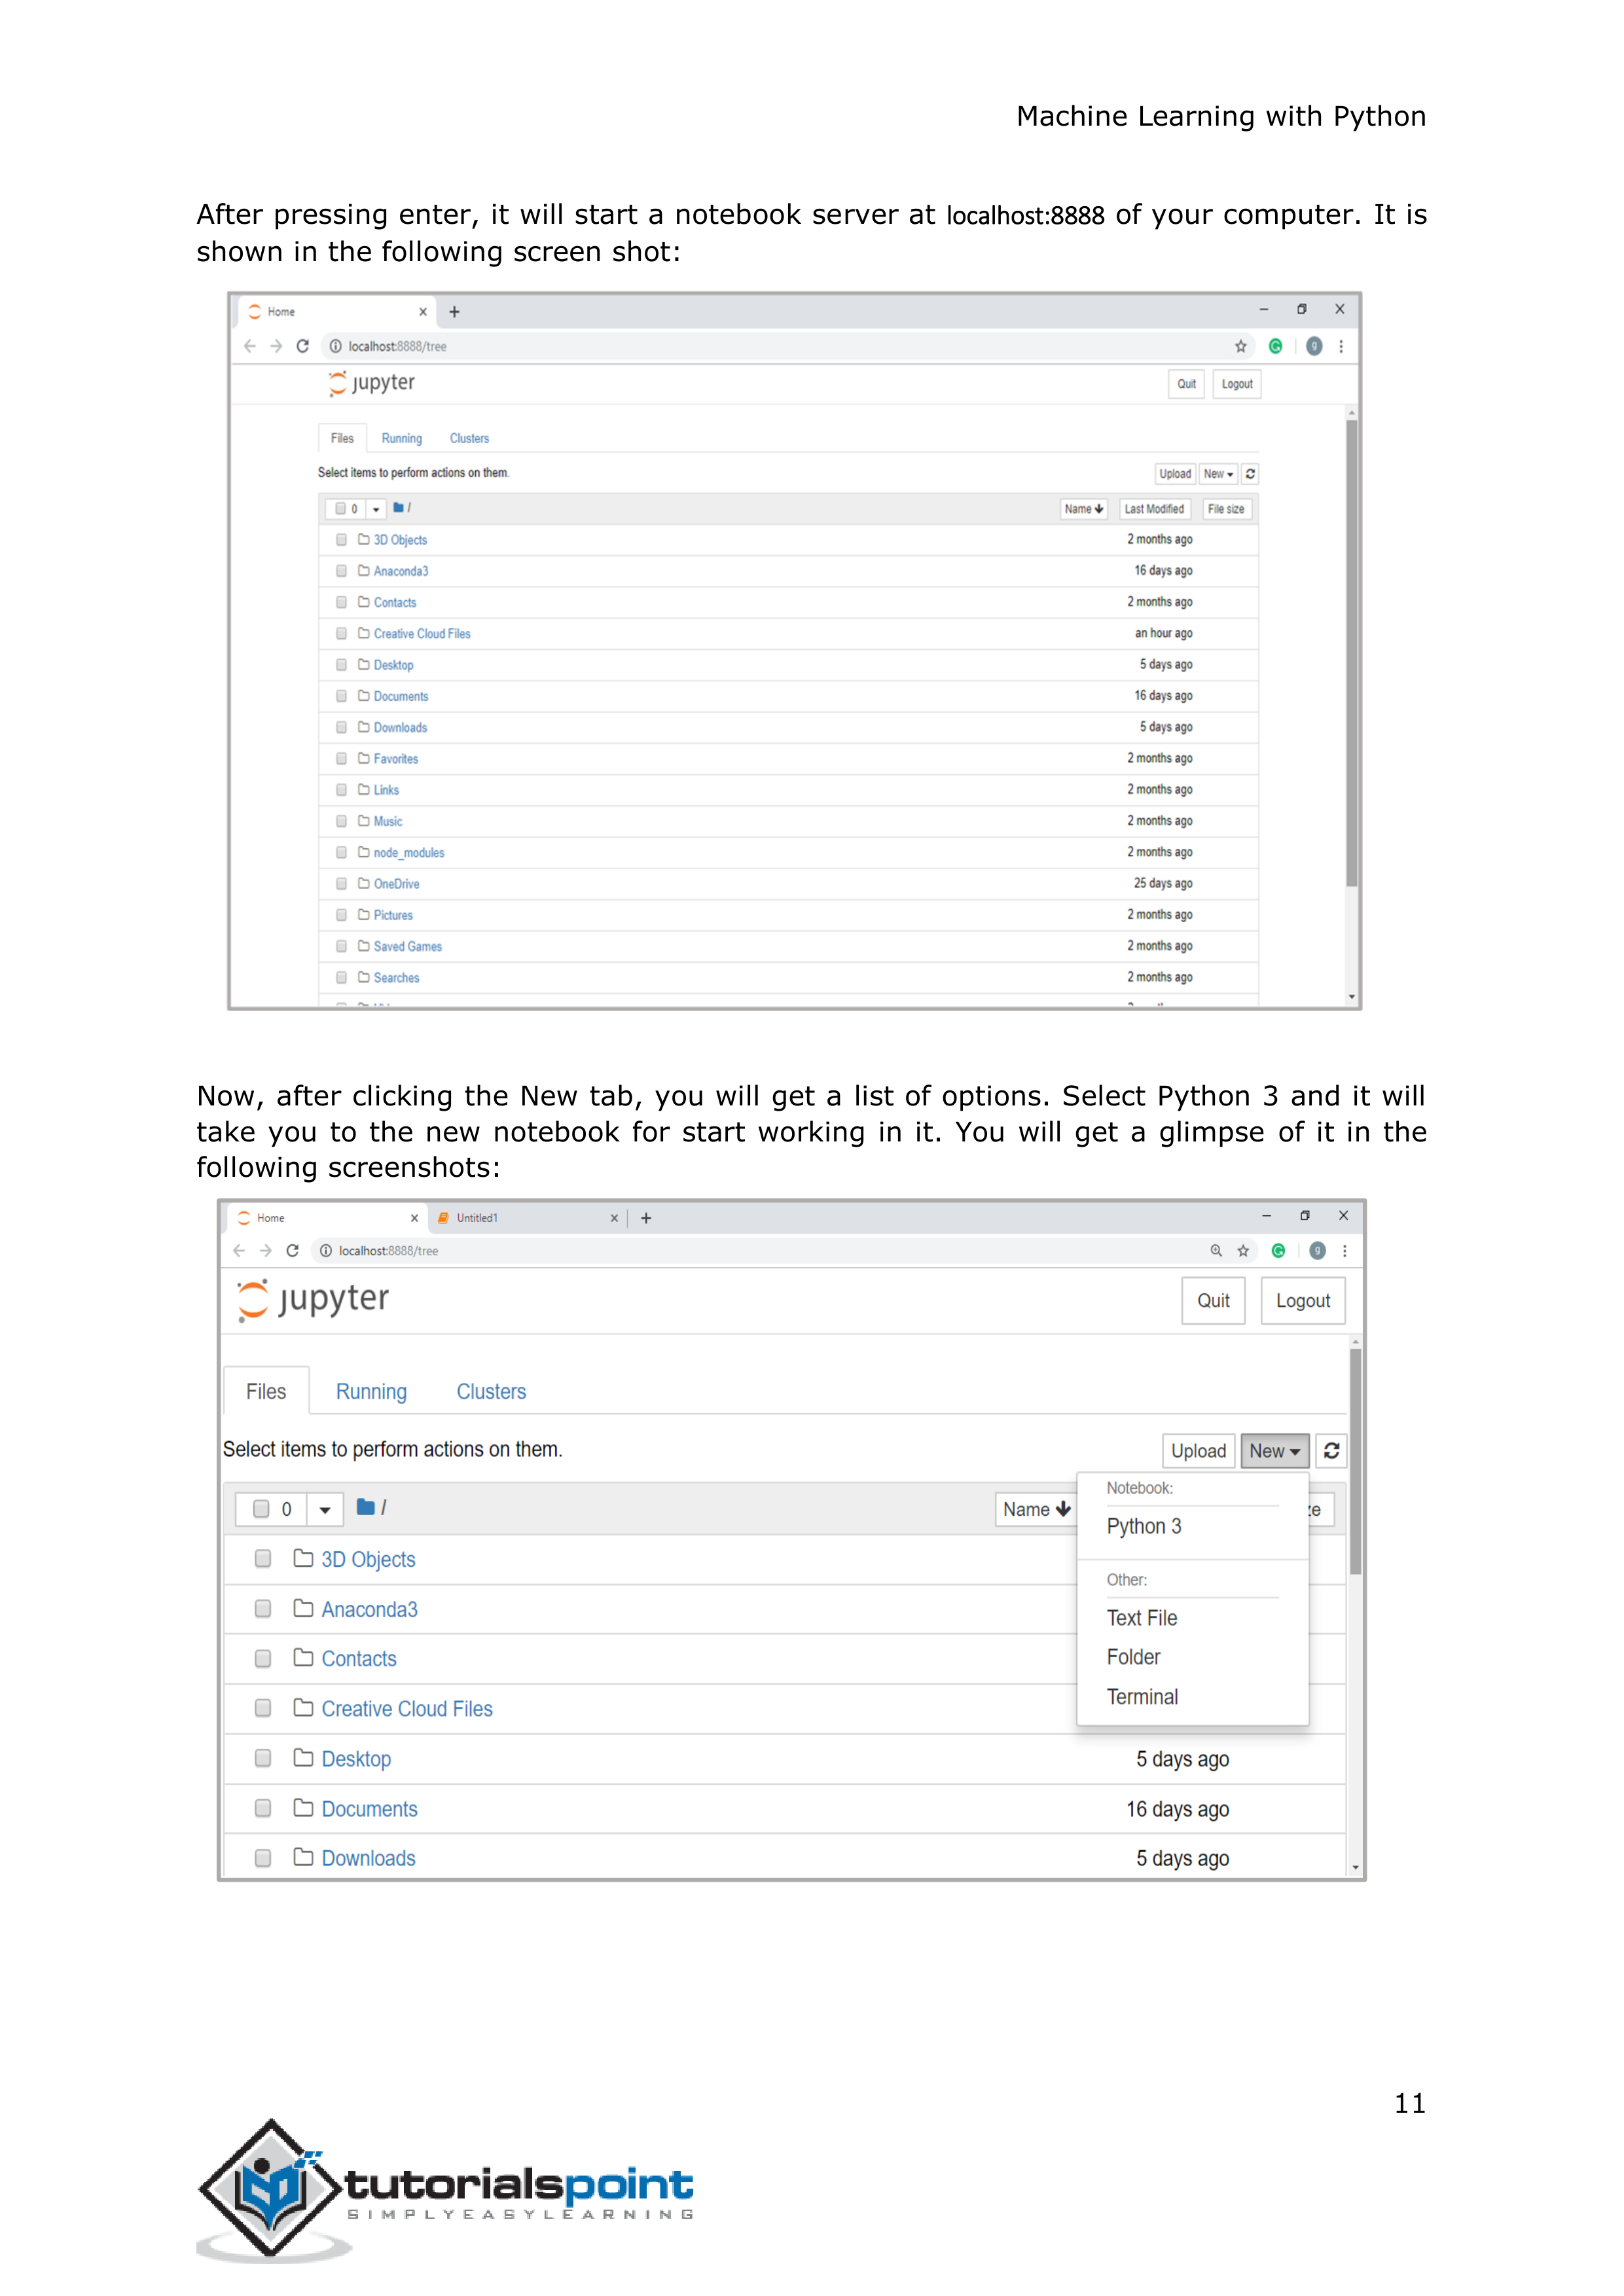 Machine Learning with Python
After pressing enter, it will start a notebook server at localhost:8888 of your computer. It is
shown in the following screen shot:
Home
localhost:8888/tree
g
jupyter
Quit Logout
Files Running Clusters
Select items to perform actions on them.
Upload New
0 /
Name Last Modified File size
3D Objects 2 months ago
Anaconda3 16 days ago
Contacts 2 months ago
Creative Cloud Files an hour ago
Desktop 5 days ago
Documents 16 days ago
Downloads 5 days ago
Favorites 2 months ago
Links 2 months ago
Music 2 months ago
node_modules 2 months ago
OneDrive 25 days ago
Pictures 2 months ago
Saved Games 2 months ago
Searches 2 months ago
Now, after clicking the New tab, you will get a list of options. Select Python 3 and it will
take you to the new notebook for start working in it. You will get a glimpse of it in the
following screenshots:
Home Untitled1
localhost:8888/tree
g
jupyter
Quit Logout
Files Running Clusters
Select items to perform actions on them.
Upload New
0 /
Name
Notebook:
Python 3
Other:
Text File
Folder
Terminal
3D Objects
Anaconda3
Contacts
Creative Cloud Files
Desktop 5 days ago
Documents 16 days ago
Downloads 5 days ago
11
tutorialspoint
SIMPLYEASYLEARNING